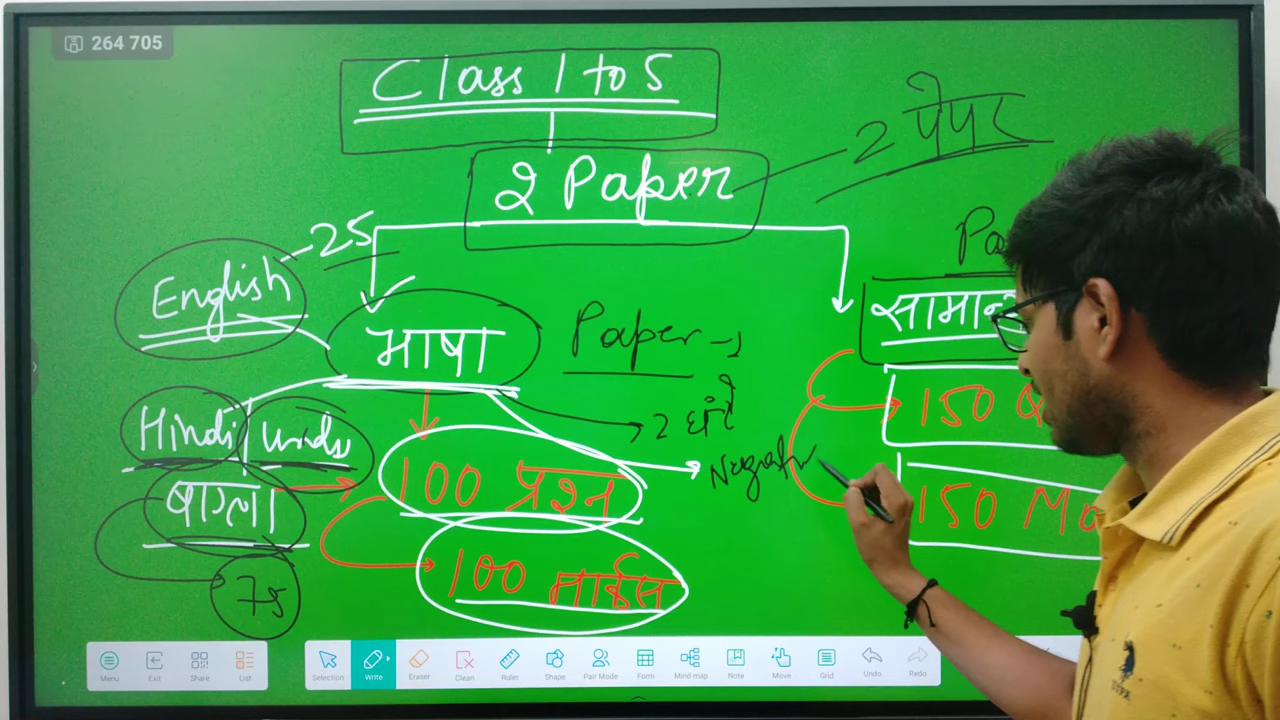 264 705
Class 1 to 5
2 Paper
2 पेपर
English
25
भाषा
Paper-1
Hindi
Urdu
2 घंटे
बांग्ला
75
100 प्रश्न
100 मार्क्स
150
150
Menu
Exit
Share
List
Selection
Write
Eraser
Clean
Ruler
Shape
Pair Mode
Form
Mind map
Note
Move
Grid
Undo
Redo